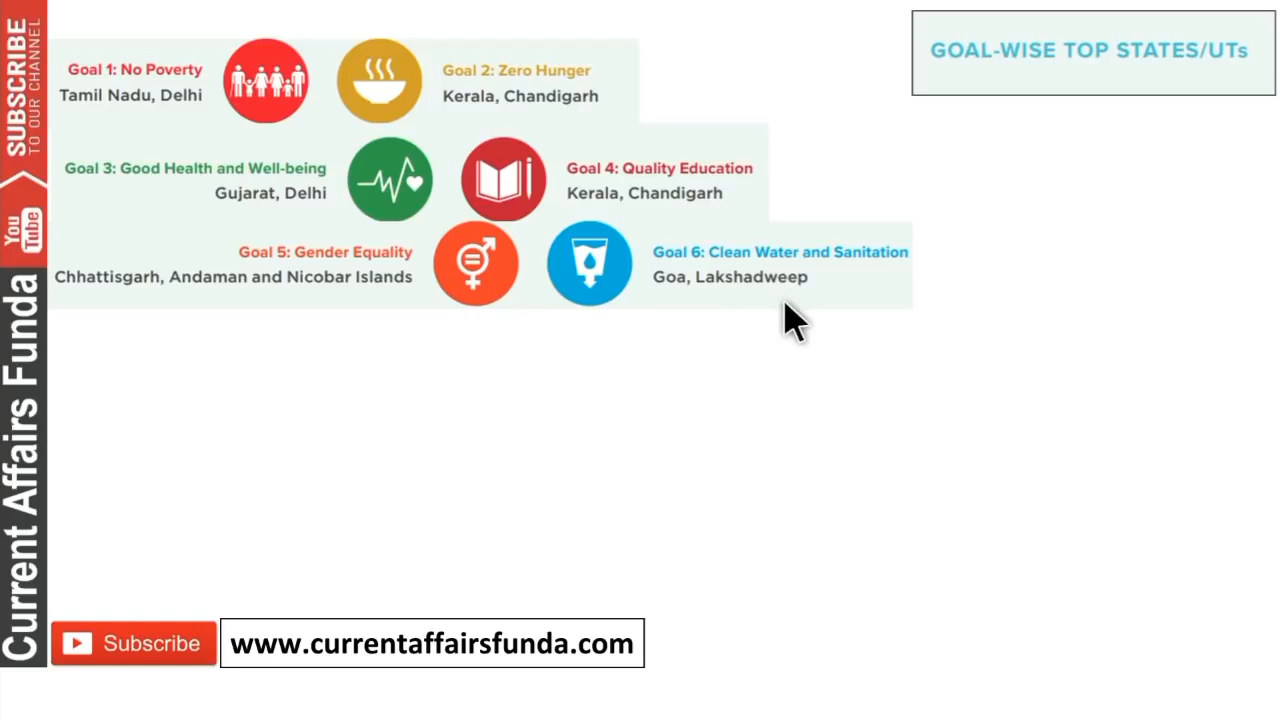 SUBSCRIBE
TO OUR CHANNEL
You
Tube
Current Affairs Funda
GOAL-WISE TOP STATES/UTs
Goal 1: No Poverty
Tamil Nadu, Delhi
Goal 2: Zero Hunger
Kerala, Chandigarh
Goal 3: Good Health and Well-being
Gujarat, Delhi
Goal 4: Quality Education
Kerala, Chandigarh
Goal 5: Gender Equality
Chhattisgarh, Andaman and Nicobar Islands
Goal 6: Clean Water and Sanitation
Goa, Lakshadweep
Subscribe
www.currentaffairsfunda.com